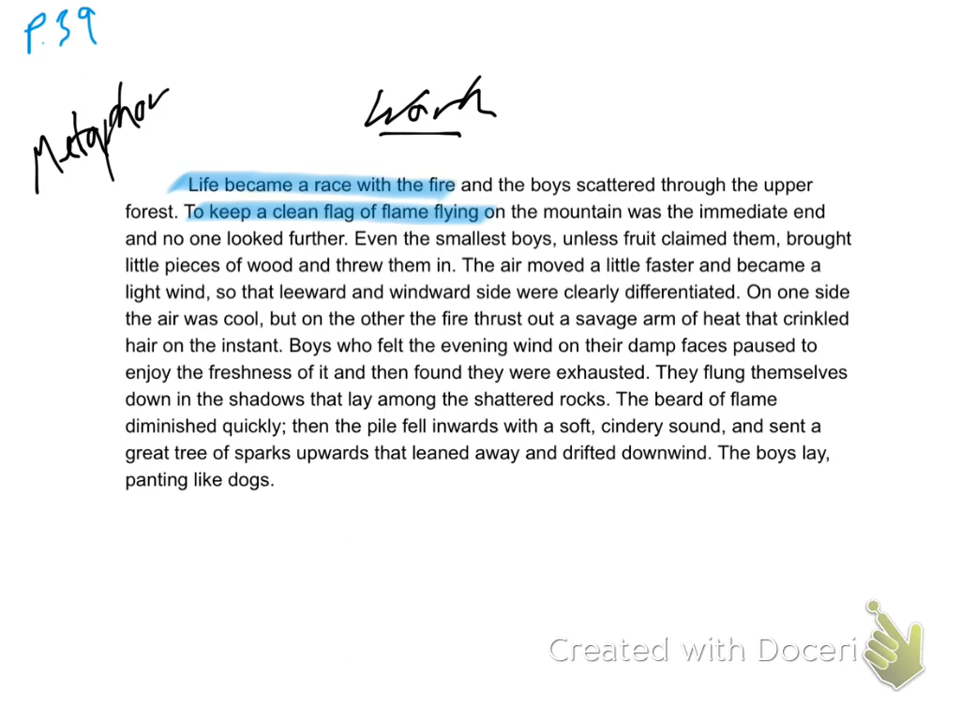 P.39
Metaphor
Work
Life became a race with the fire and the boys scattered through the upper
forest. To keep a clean flag of flame flying on the mountain was the immediate end
and no one looked further. Even the smallest boys, unless fruit claimed them, brought
little pieces of wood and threw them in. The air moved a little faster and became a
light wind, so that leeward and windward side were clearly differentiated. On one side
the air was cool, but on the other the fire thrust out a savage arm of heat that crinkled
hair on the instant. Boys who felt the evening wind on their damp faces paused to
enjoy the freshness of it and then found they were exhausted. They flung themselves
down in the shadows that lay among the shattered rocks. The beard of flame
diminished quickly; then the pile fell inwards with a soft, cindery sound, and sent a
great tree of sparks upwards that leaned away and drifted downwind. The boys lay,
panting like dogs.
Created with Doceri